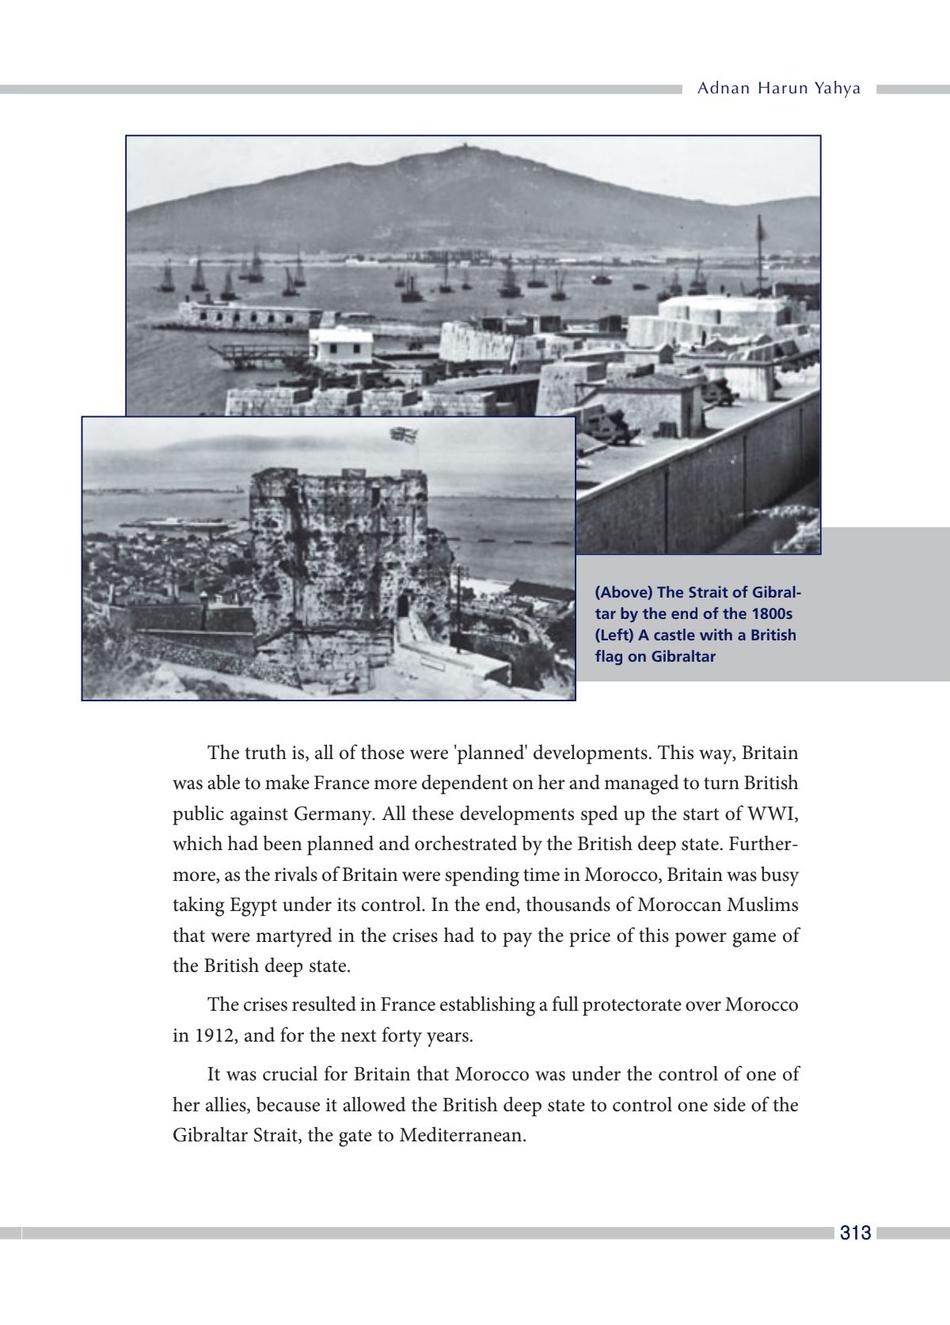 Adnan Harun Yahya
(Above) The Strait of Gibral-
tar by the end of the 1800s
(Left) A castle with a British
flag on Gibraltar
The truth is, all of those were 'planned' developments. This way, Britain
was able to make France more dependent on her and managed to turn British
public against Germany. All these developments sped up the start of WWI,
which had been planned and orchestrated by the British deep state. Further-
more, as the rivals of Britain were spending time in Morocco, Britain was busy
taking Egypt under its control. In the end, thousands of Moroccan Muslims
that were martyred in the crises had to pay the price of this power game of
the British deep state.
The crises resulted in France establishing a full protectorate over Morocco
in 1912, and for the next forty years.
It was crucial for Britain that Morocco was under the control of one of
her allies, because it allowed the British deep state to control one side of the
Gibraltar Strait, the gate to Mediterranean.
313